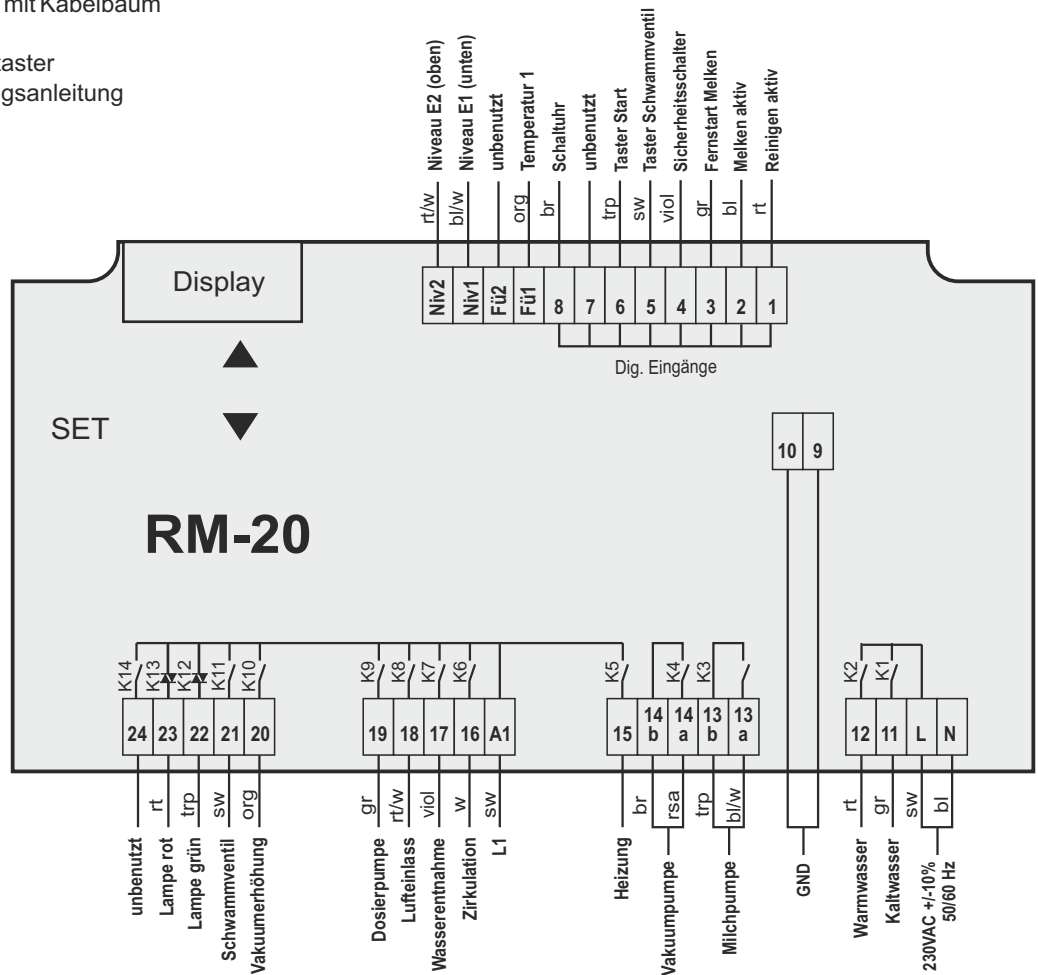 mit Kabelbaum
taster
gsanleitung
Niveau E2 (oben)
Niveau E1 (unten)
unbenutzt
Temperatur 1
Schaltuhr
unbenutzt
Taster Start
Taster Schwammventil
Sicherheitsschalter
Fernstart Melken
Melken aktiv
Reinigen aktiv
rt/w
bl/w
org
br
trp
sw
viol
gr
bl
rt
Display
Niv2
Niv1
Fü2
Fü1
8
7
6
5
4
3
2
1
Dig. Eingänge
SET
10
9
RM-20
K14
K13
K12
K11
K10
K9
K8
K7
K6
K5
K4
K3
K2
K1
24
23
22
21
20
19
18
17
16
A1
15
14
b
14
a
13
b
13
a
12
11
L
N
rt
trp
sw
org
gr
rt/w
viol
w
sw
br
rsa
trp
bl/w
rt
gr
sw
bl
unbenutzt
Lampe rot
Lampe grün
Schwammventil
Vakuumerhöhung
Dosierpumpe
Lufteinlass
Wasserentnahme
Zirkulation
L1
Heizung
Vakuumpumpe
Milchpumpe
GND
Warmwasser
Kaltwasser
230VAC +/-10%
50/60 Hz